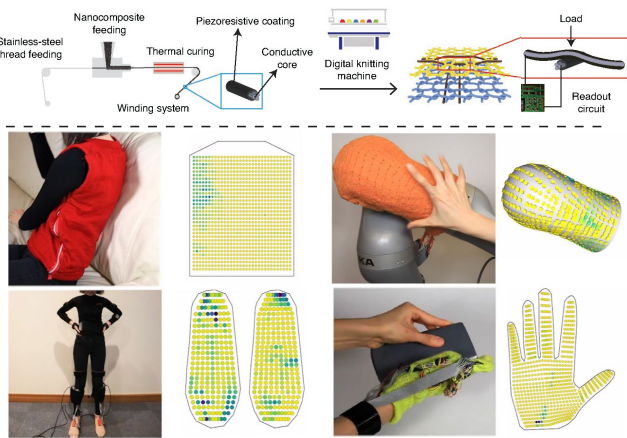 Nanocomposite
feeding
Piezoresistive coating
Stainless-steel
thread feeding
Thermal curing
Conductive
core
Winding system
Digital knitting
machine
Load
Readout
circuit
KA